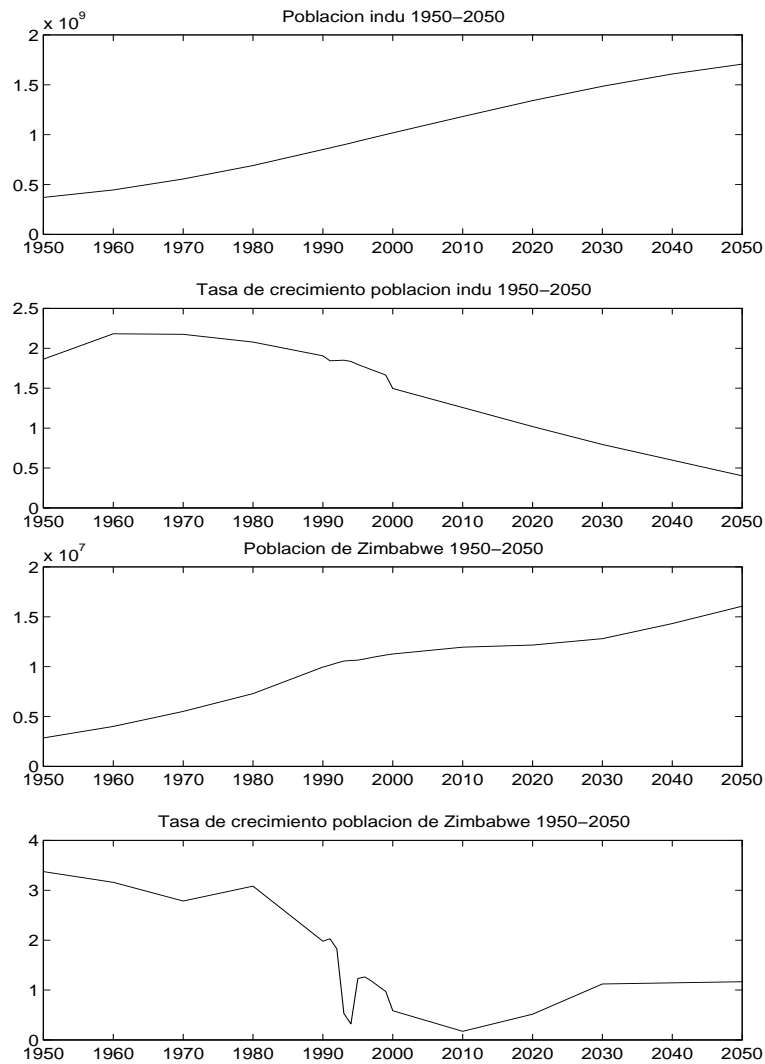 Poblacion indu 1950−2050
x 10^9
2
1.5
1
0.5
0
1950 1960 1970 1980 1990 2000 2010 2020 2030 2040 2050
Tasa de crecimiento poblacion indu 1950−2050
2.5
2
1.5
1
0.5
0
1950 1960 1970 1980 1990 2000 2010 2020 2030 2040 2050
Poblacion de Zimbabwe 1950−2050
x 10^7
2
1.5
1
0.5
0
1950 1960 1970 1980 1990 2000 2010 2020 2030 2040 2050
Tasa de crecimiento poblacion de Zimbabwe 1950−2050
4
3
2
1
0
1950 1960 1970 1980 1990 2000 2010 2020 2030 2040 2050